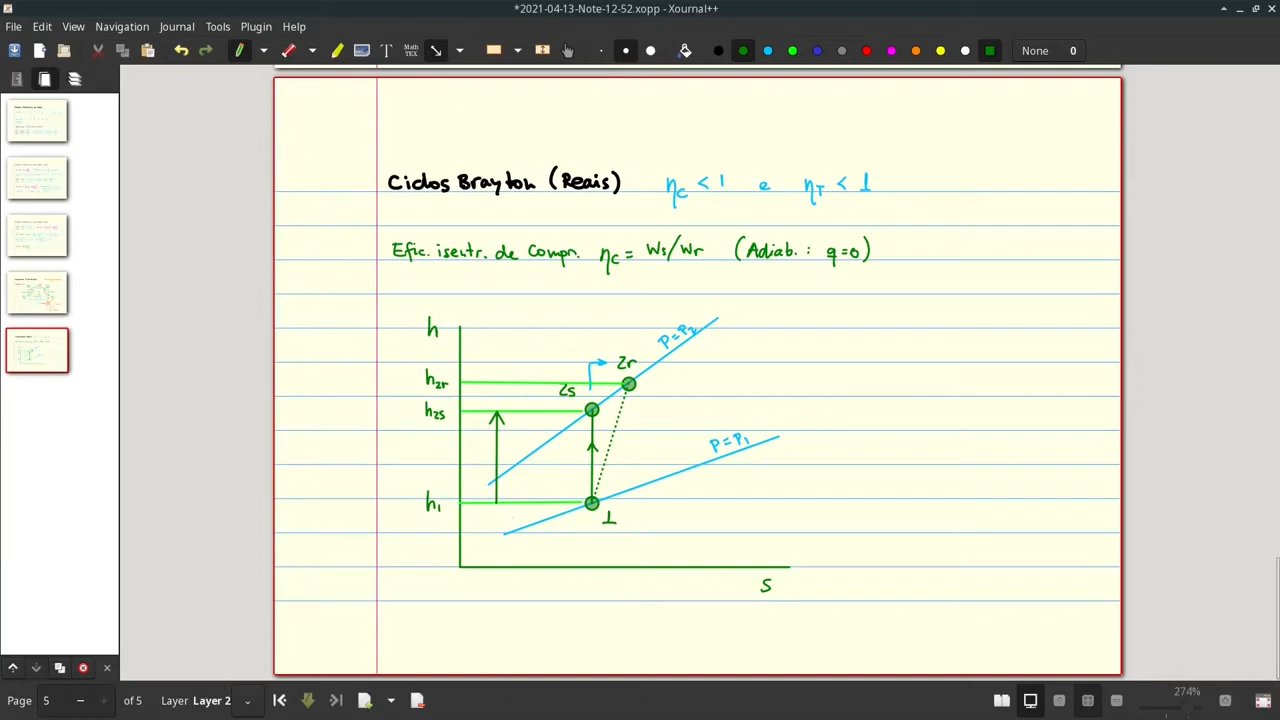 *2021-04-13-Note-12-52.xopp - Xournal++
File Edit View Navigation Journal Tools Plugin Help
None 0
Ciclos Brayton (Reais) ηc < 1 e ηT < 1
Efic. isentr. de Compr. ηc = Ws/Wr (Adiab.: q=0)
h
P=P2
2r
h2r
2s
h2s
P=P1
h1
1
s
Page 5 of 5 Layer Layer 2
274%